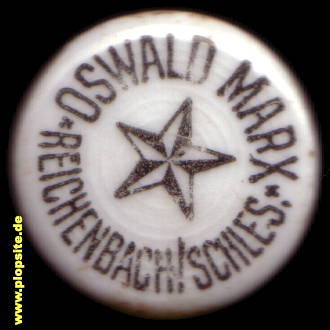 * OSWALD MARX *
REICHENBACH/SCHLES.
www.plopsite.de